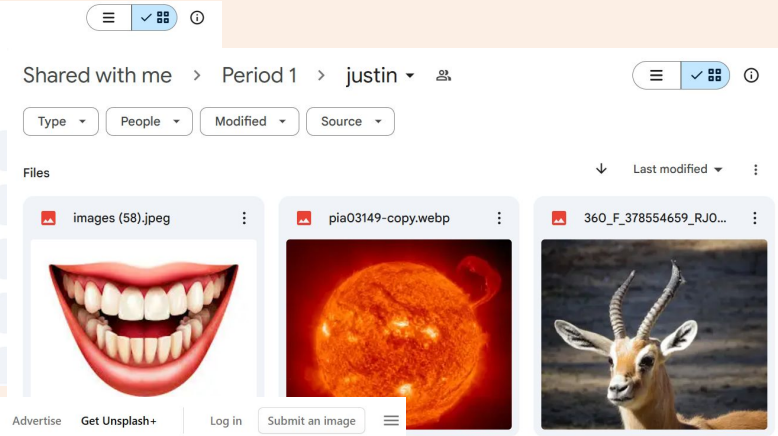 Shared with me > Period 1 > justin
Type People Modified Source
Files Last modified
images (58).jpeg pia03149-copy.webp 360_F_378554659_RJ0...
Advertise Get Unsplash+ Log in Submit an image